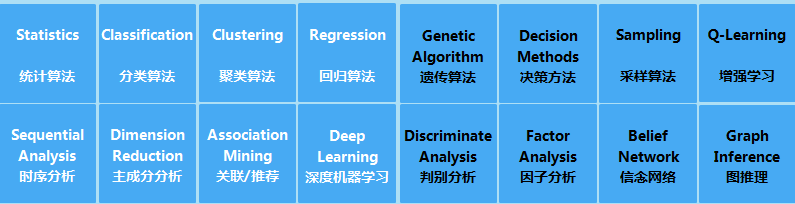 Statistics
统计算法
Classification
分类算法
Clustering
聚类算法
Regression
回归算法
Genetic
Algorithm
遗传算法
Decision
Methods
决策方法
Sampling
采样算法
Q-Learning
增强学习
Sequential
Analysis
时序分析
Dimension
Reduction
主成分分析
Association
Mining
关联/推荐
Deep
Learning
深度机器学习
Discriminate
Analysis
判别分析
Factor
Analysis
因子分析
Belief
Network
信念网络
Graph
Inference
图推理